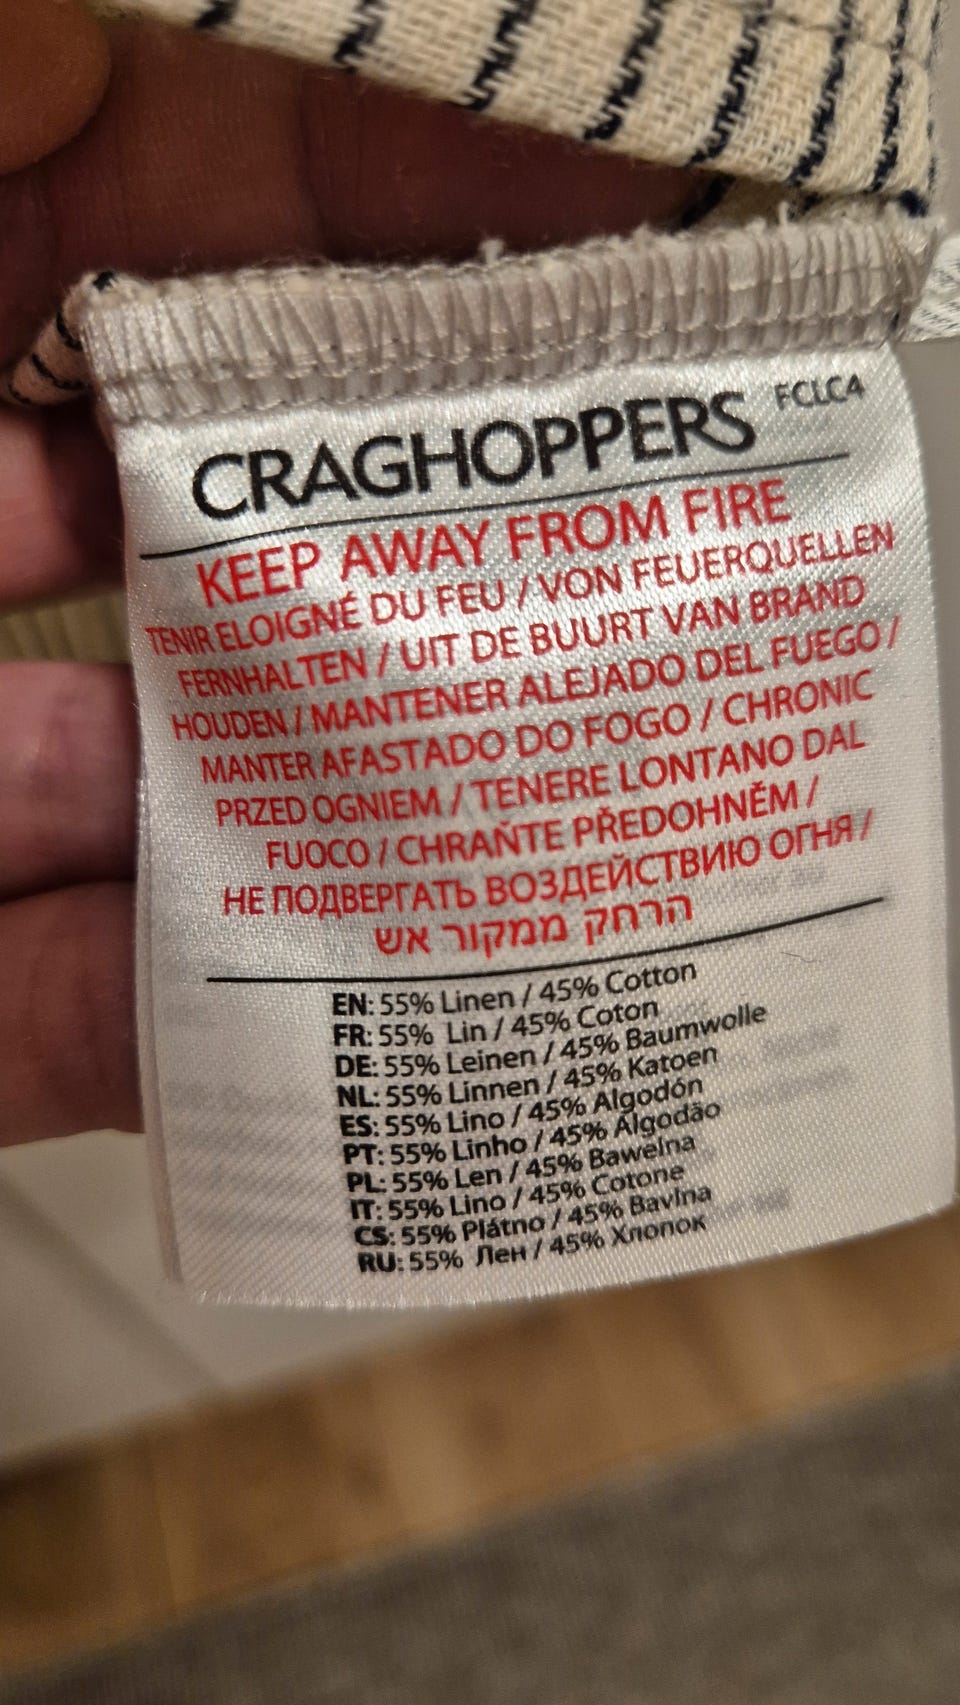 CRAGHOPPERS FCLC4
KEEP AWAY FROM FIRE
TENIR ELOIGNÉ DU FEU / VON FEUERQUELLEN
FERNHALTEN / UIT DE BUURT VAN BRAND
HOUDEN / MANTENER ALEJADO DEL FUEGO /
MANTER AFASTADO DO FOGO / CHRONIC
PRZED OGNIEM / TENERE LONTANO DAL
FUOCO / CHRAŇTE PŘEDOHNĚM /
НЕ ПОДВЕРГАТЬ ВОЗДЕЙСТВИЮ ОГНЯ /
הרחק ממקור אש
EN: 55% Linen / 45% Cotton
FR: 55% Lin / 45% Coton
DE: 55% Leinen / 45% Baumwolle
NL: 55% Linnen / 45% Katoen
ES: 55% Lino / 45% Algodón
PT: 55% Linho / 45% Algodão
PL: 55% Len / 45% Bawełna
IT: 55% Lino / 45% Cotone
CS: 55% Plátno / 45% Bavlna
RU: 55% Лен / 45% Хлопок